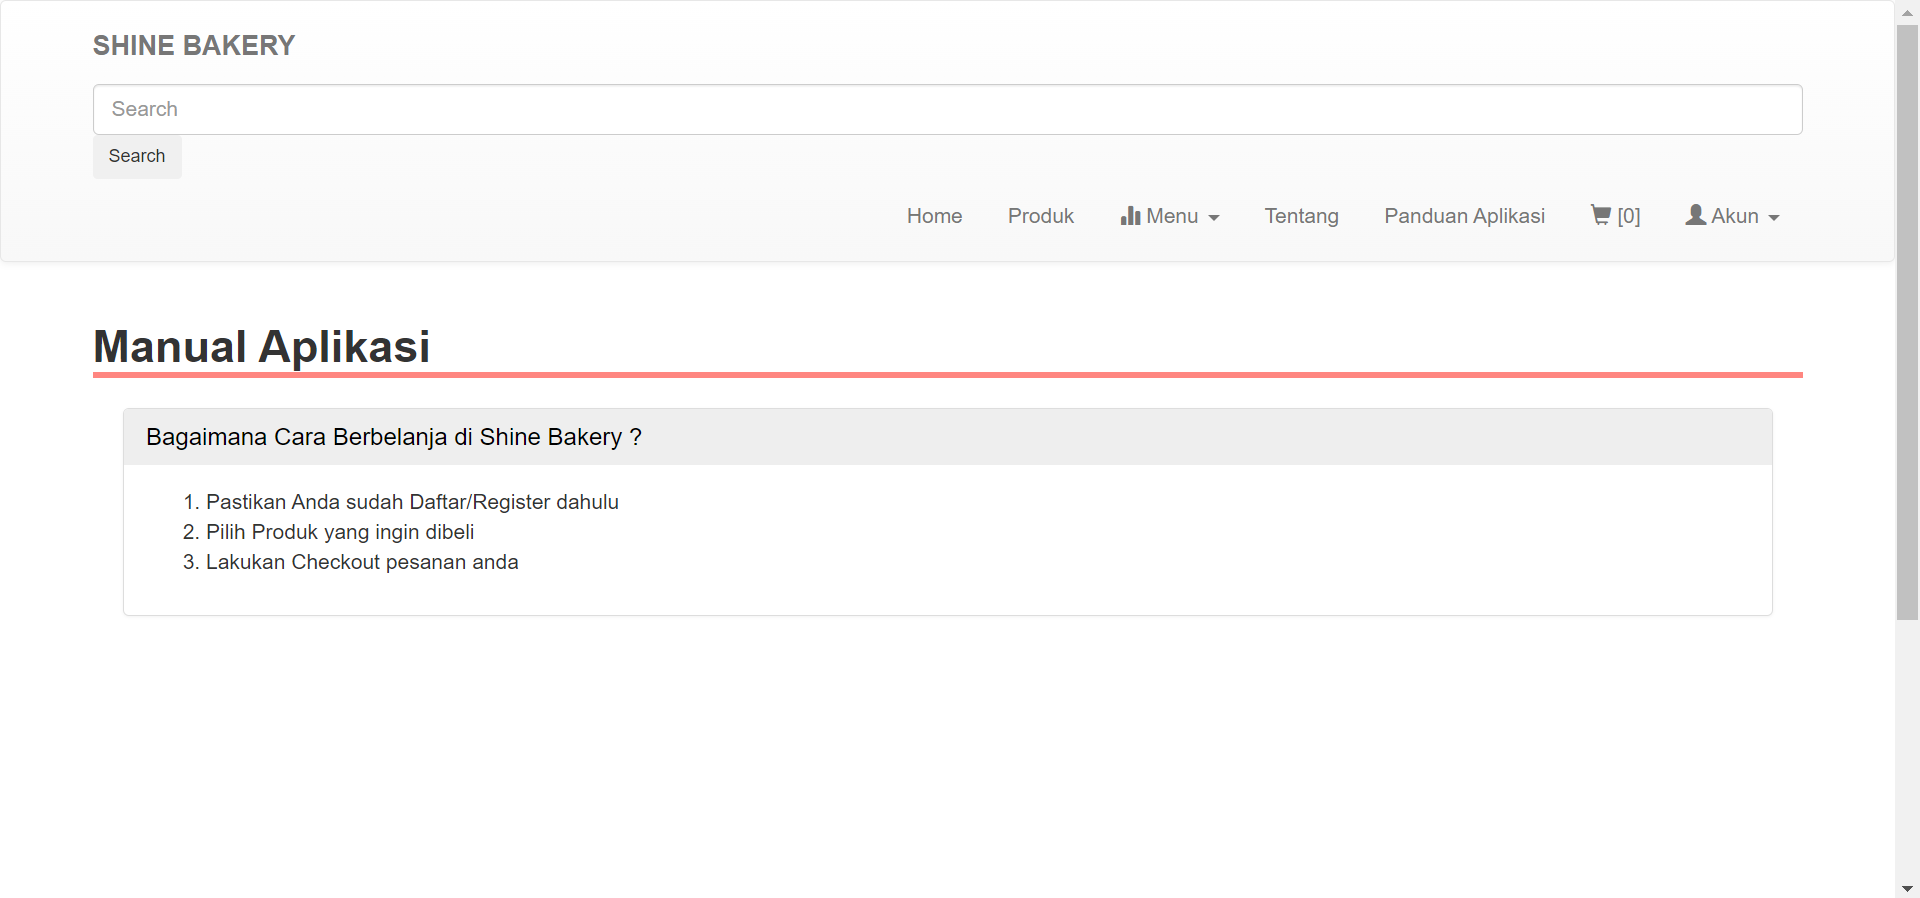 SHINE BAKERY
Search
Search
Home Produk Menu Tentang Panduan Aplikasi [0] Akun
Manual Aplikasi
Bagaimana Cara Berbelanja di Shine Bakery ?
1. Pastikan Anda sudah Daftar/Register dahulu
2. Pilih Produk yang ingin dibeli
3. Lakukan Checkout pesanan anda